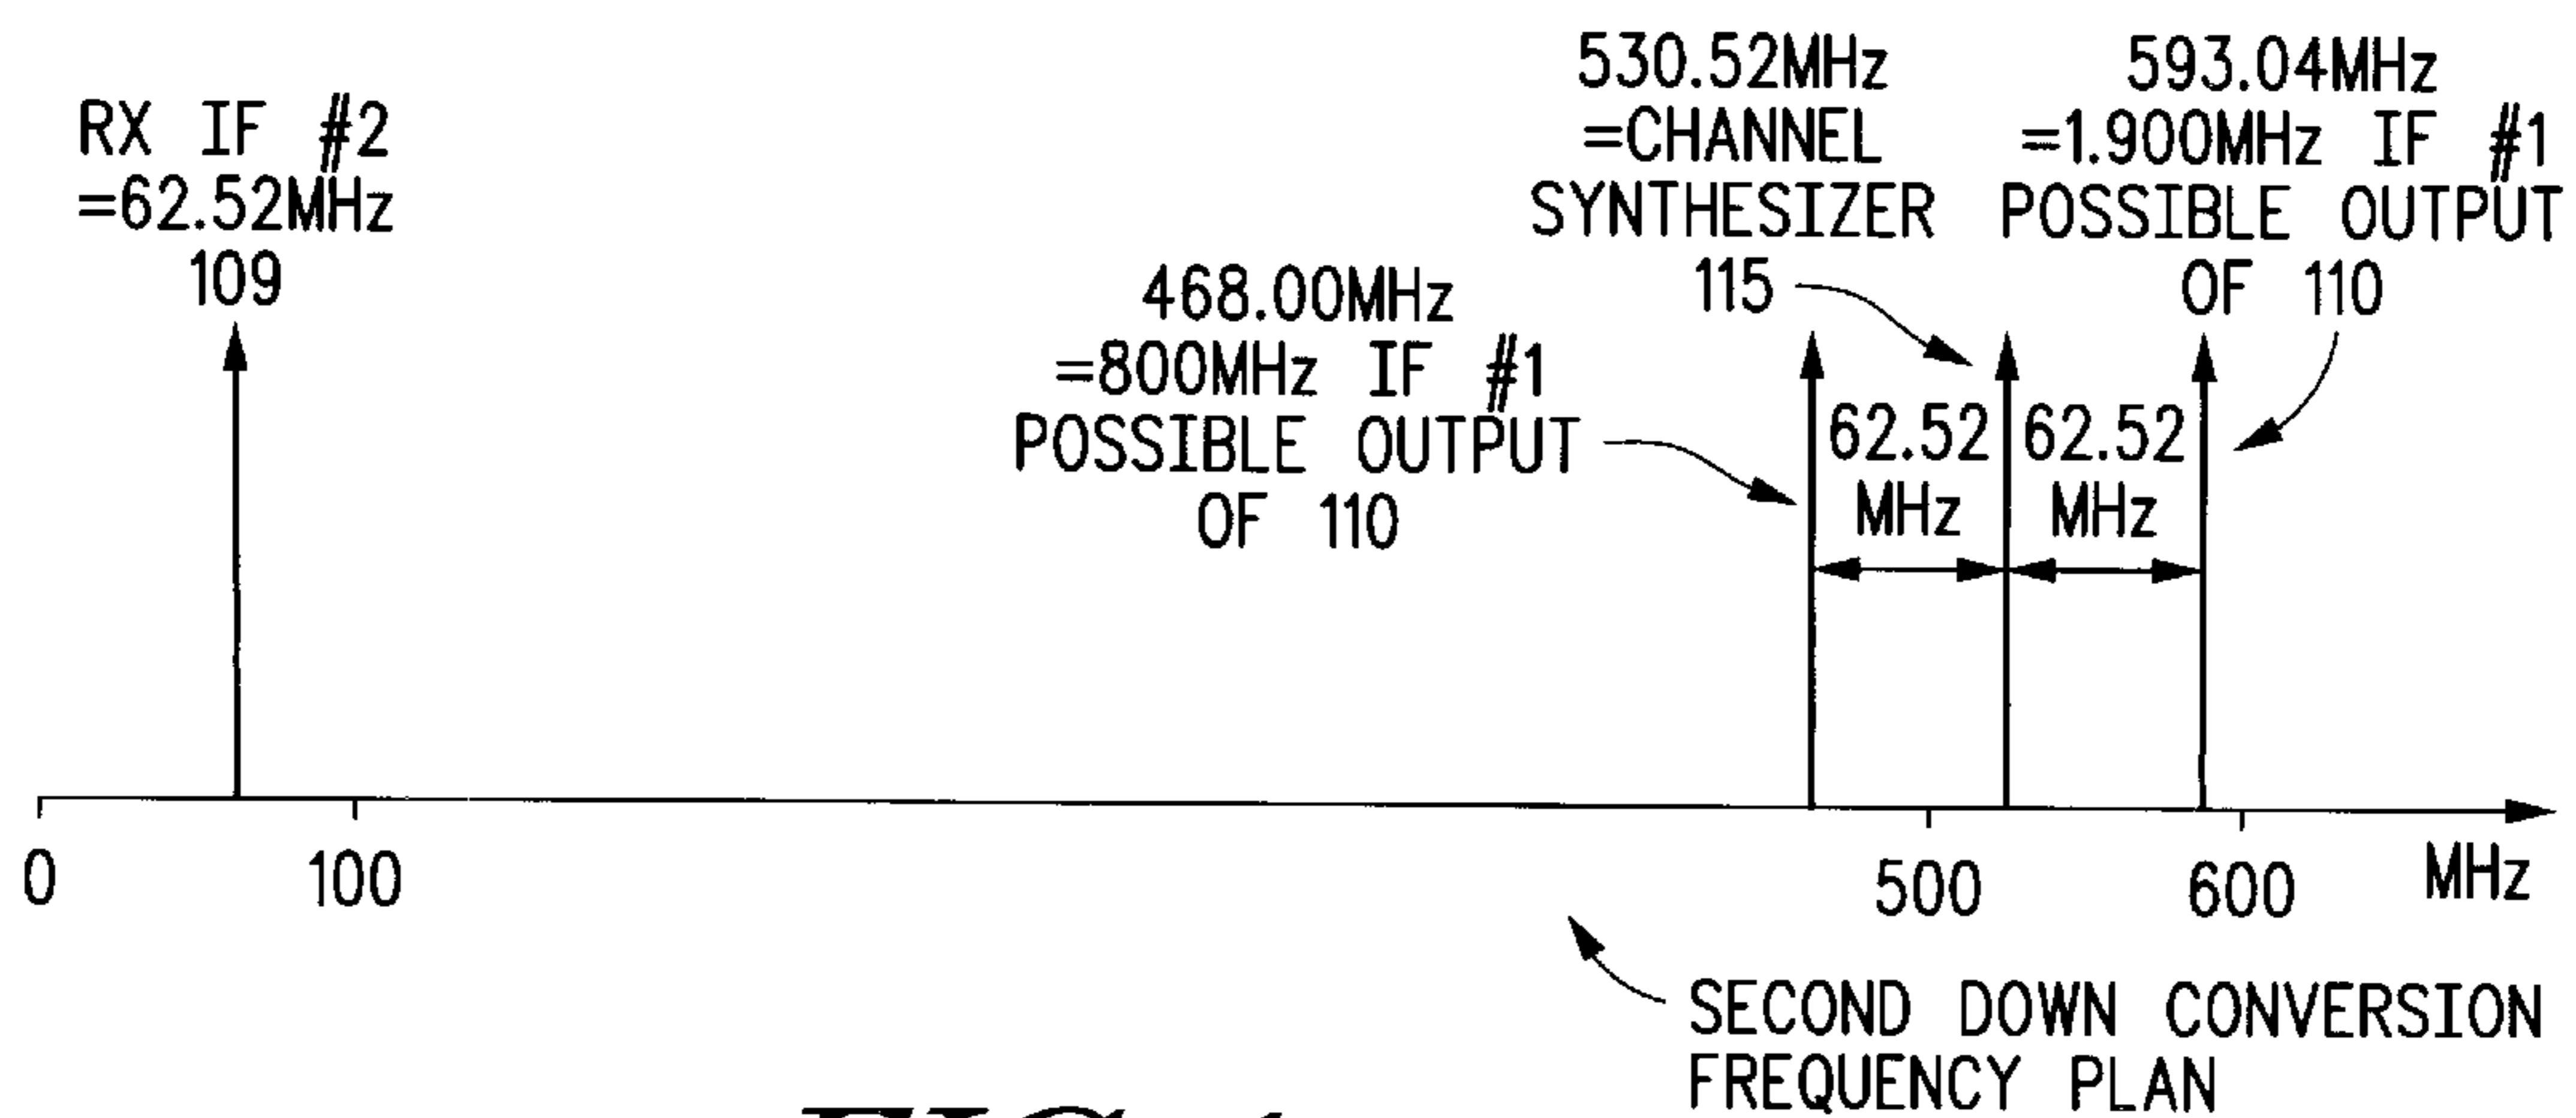 RX IF #2
=62.52MHz
109
468.00MHz
=800MHz IF #1
POSSIBLE OUTPUT
OF 110
530.52MHz
=CHANNEL
SYNTHESIZER
115
593.04MHz
=1.900MHz IF #1
POSSIBLE OUTPUT
OF 110
62.52
MHz
62.52
MHz
0
100
500
600
MHz
SECOND DOWN CONVERSION
FREQUENCY PLAN